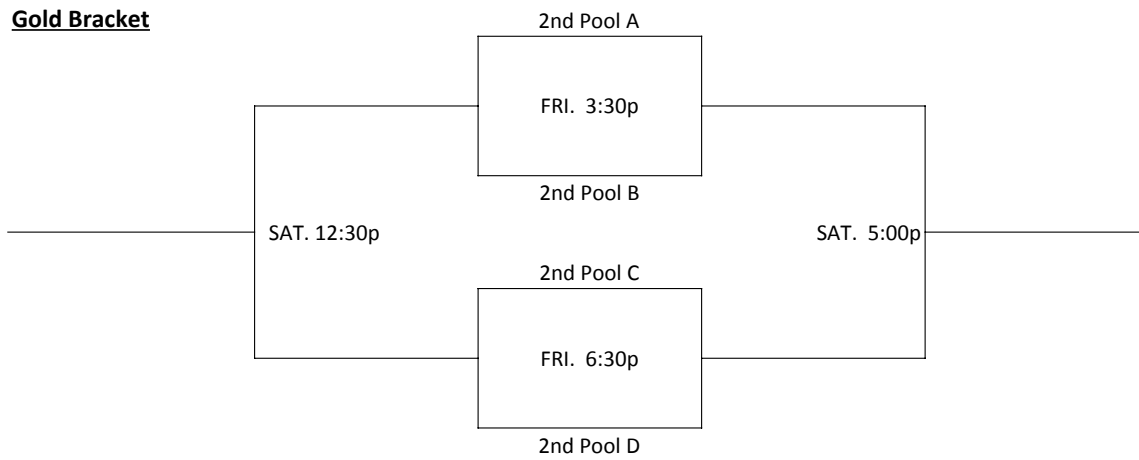 Gold Bracket
2nd Pool A
FRI.  3:30p
2nd Pool B
SAT. 12:30p
SAT.  5:00p
2nd Pool C
FRI.  6:30p
2nd Pool D